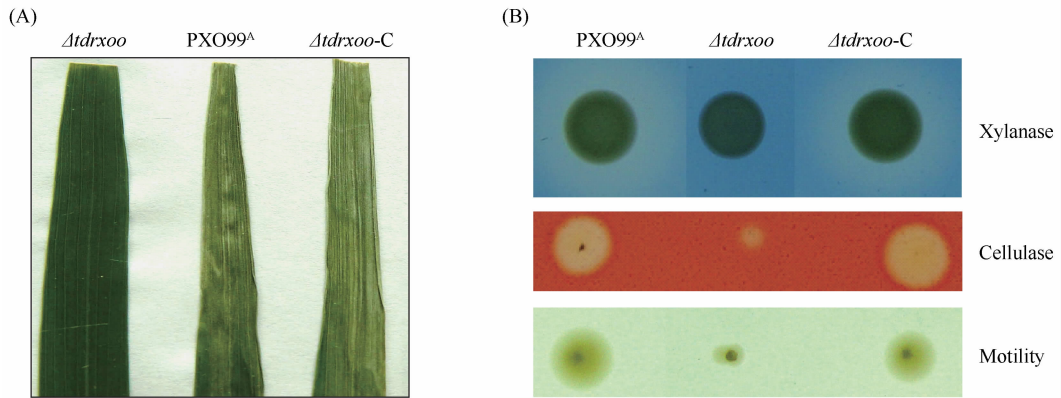 (A)
Δtdrxoo PXO99ᴬ Δtdrxoo-C
(B)
PXO99ᴬ Δtdrxoo Δtdrxoo-C
Xylanase
Cellulase
Motility